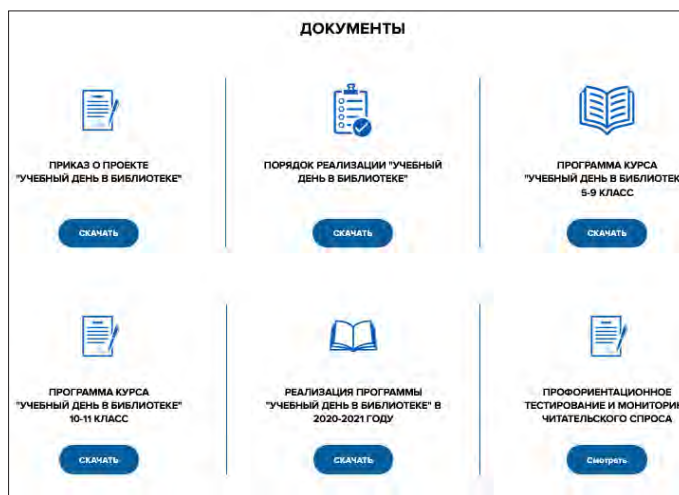 ДОКУМЕНТЫ
ПРИКАЗ О ПРОЕКТЕ
"УЧЕБНЫЙ ДЕНЬ В БИБЛИОТЕКЕ"
СКАЧАТЬ
ПОРЯДОК РЕАЛИЗАЦИИ "УЧЕБНЫЙ
ДЕНЬ В БИБЛИОТЕКЕ"
СКАЧАТЬ
ПРОГРАММА КУРСА
"УЧЕБНЫЙ ДЕНЬ В БИБЛИОТЕК
5-9 КЛАСС
СКАЧАТЬ
ПРОГРАММА КУРСА
"УЧЕБНЫЙ ДЕНЬ В БИБЛИОТЕКЕ"
10-11 КЛАСС
СКАЧАТЬ
РЕАЛИЗАЦИЯ ПРОГРАММЫ
"УЧЕБНЫЙ ДЕНЬ В БИБЛИОТЕКЕ" В
2020-2021 ГОДУ
СКАЧАТЬ
ПРОФОРИЕНТАЦИОННОЕ
ТЕСТИРОВАНИЕ И МОНИТОРИН
ЧИТАТЕЛЬСКОГО СПРОСА
Смотреть